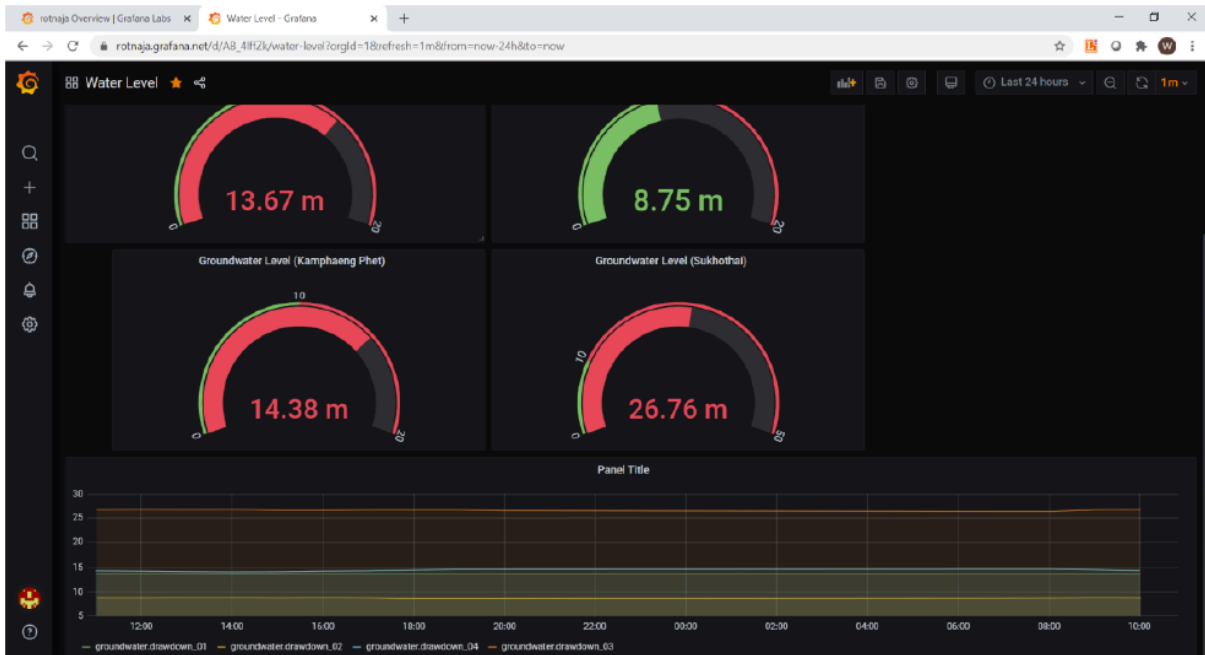 rotnaja Overview | Grafana Labs
Water Level - Grafana
rotnaja.grafana.net/d/AB_4lff2k/water-level?orgId=1&refresh=1m&from=now-24h&to=now
W
Water Level
Last 24 hours
1m
13.67 m
0
20
8.75 m
0
20
Groundwater Level (Kamphaeng Phet)
10
14.38 m
0
20
Groundwater Level (Sukhothai)
10
26.76 m
0
50
Panel Title
30
25
20
15
10
5
12:00 14:00 16:00 18:00 20:00 22:00 00:00 02:00 04:00 06:00 08:00 10:00
groundwater.drawdown_01 groundwater.drawdown_02 groundwater.drawdown_04 groundwater.drawdown_03